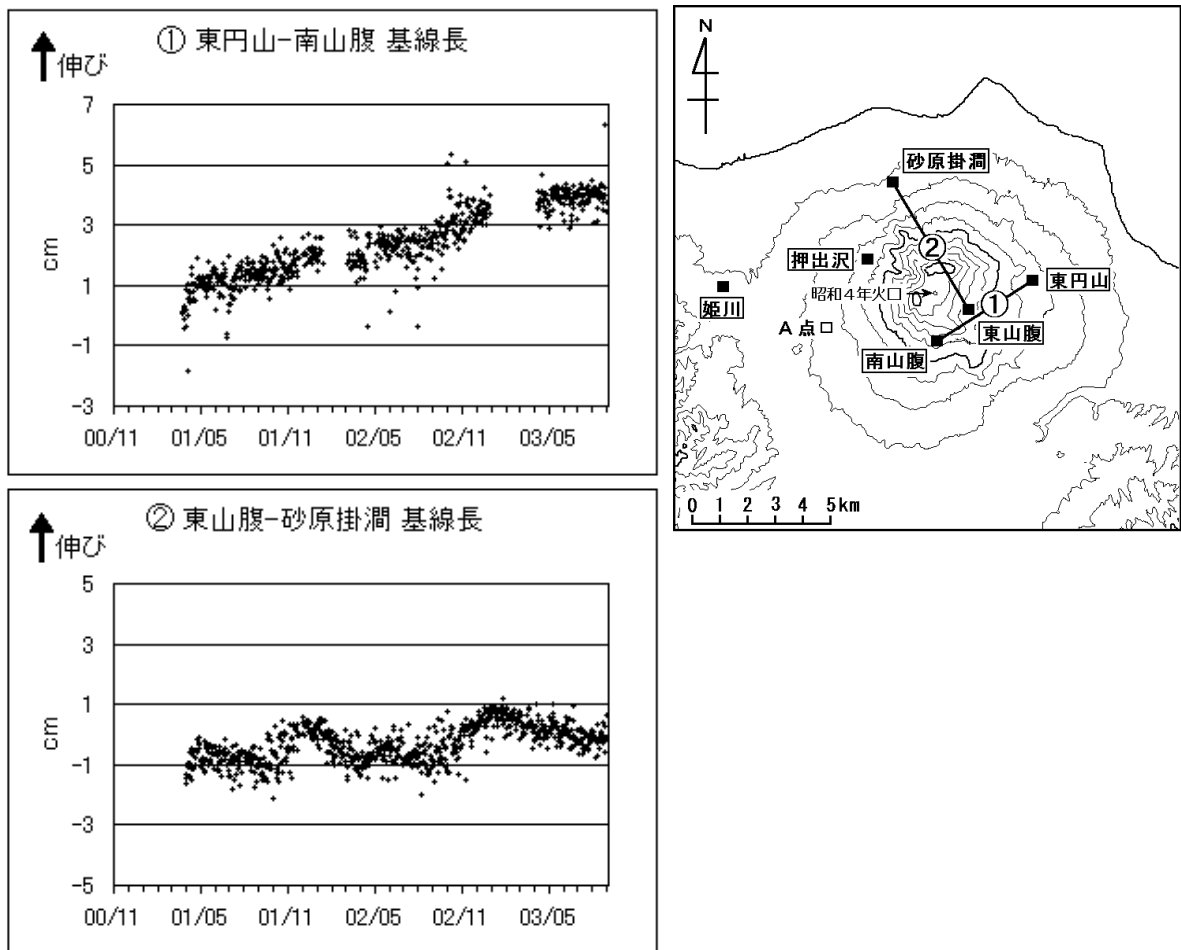 ① 東円山-南山腹 基線長
伸び
7
5
3
1
-1
-3
cm
00/11 01/05 01/11 02/05 02/11 03/05
② 東山腹-砂原掛澗 基線長
伸び
5
3
1
-1
-3
-5
cm
00/11 01/05 01/11 02/05 02/11 03/05
N
砂原掛澗
②
押出沢
東円山
姫川
昭和4年火口
①
A点
東山腹
南山腹
0 1 2 3 4 5km